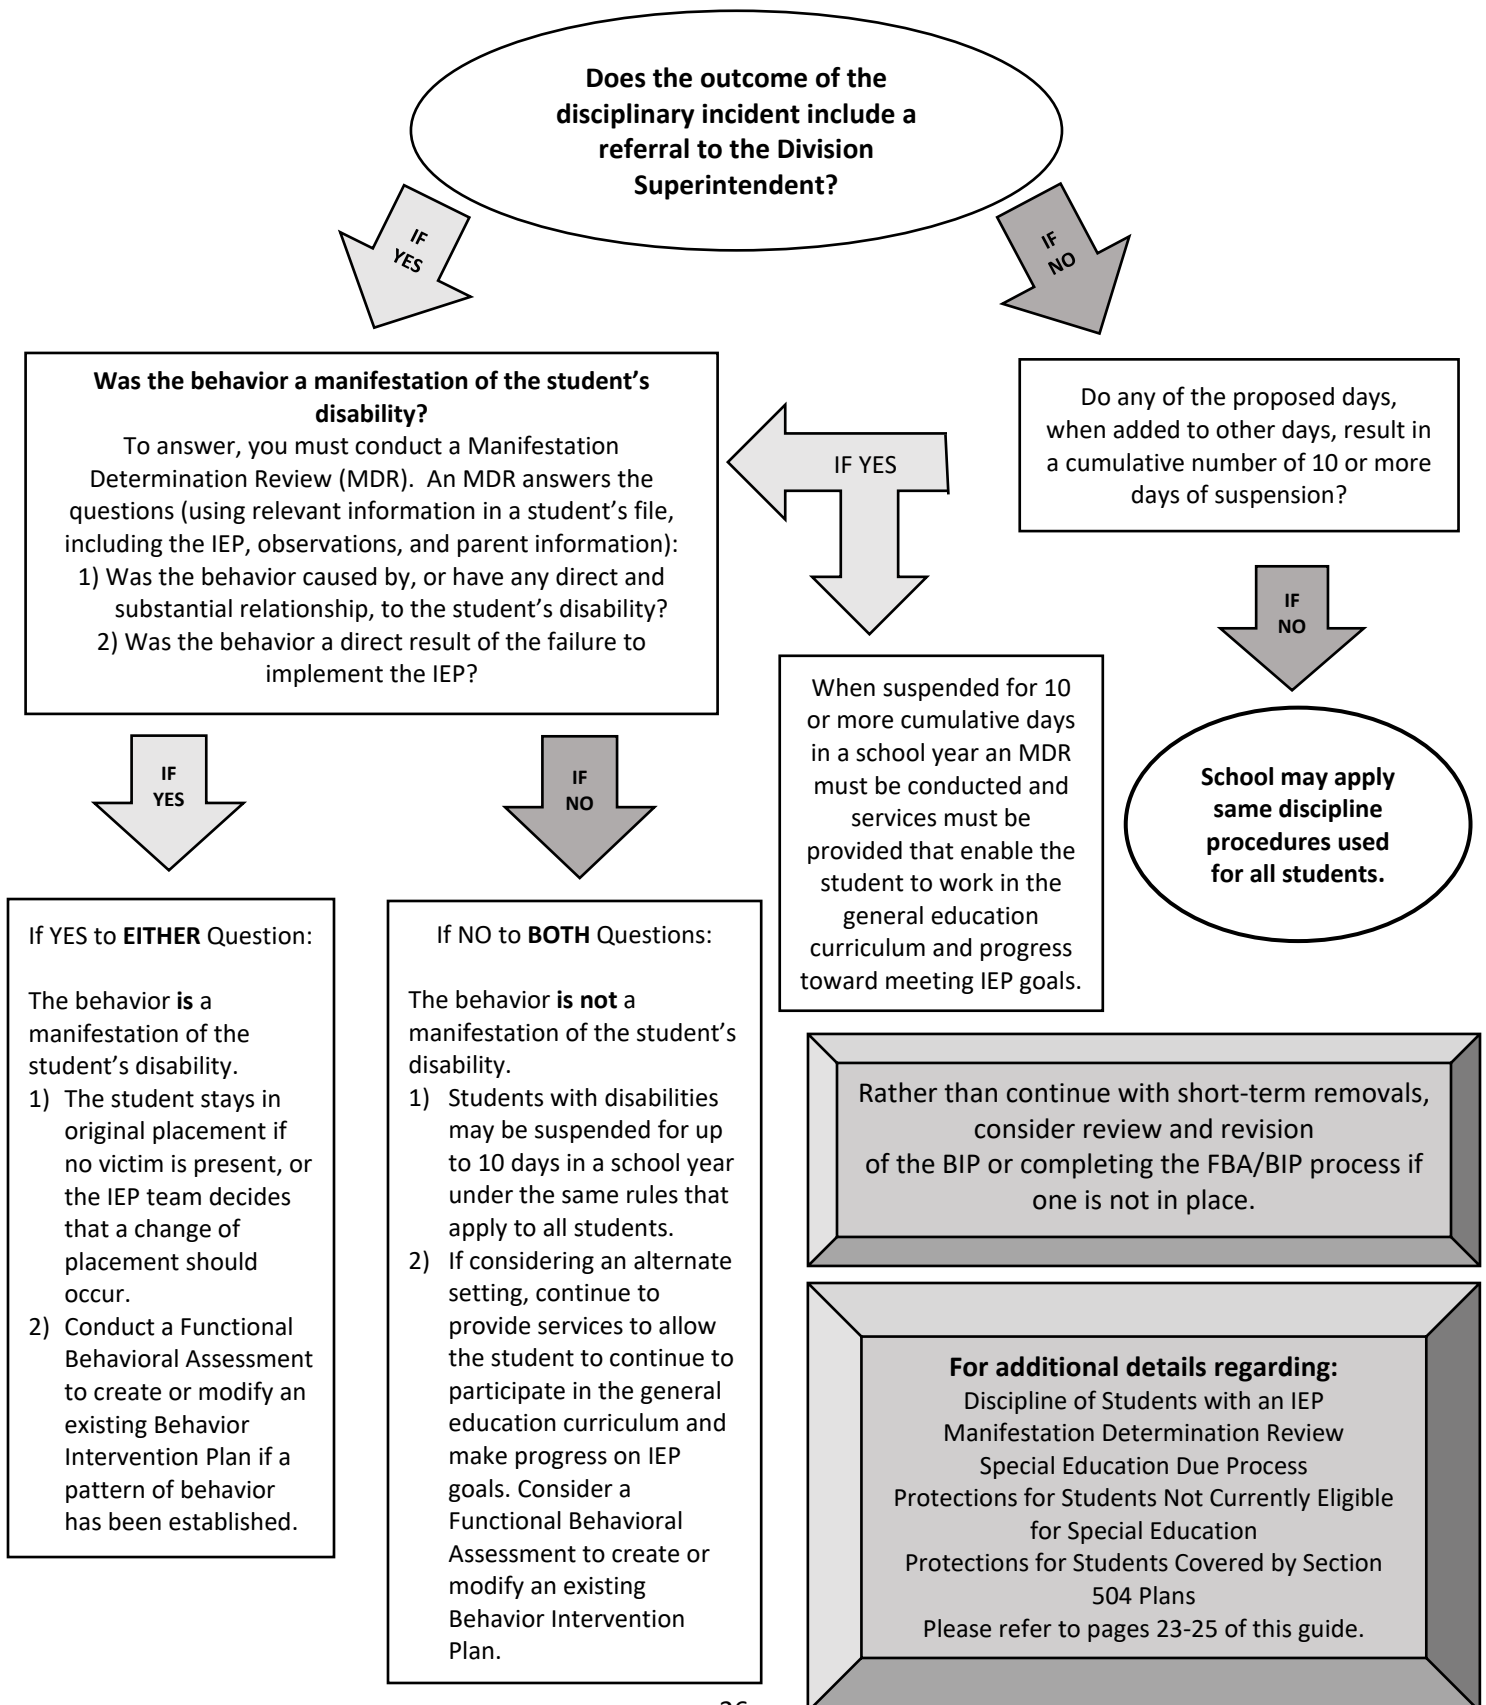 Does the outcome of the
disciplinary incident include a
referral to the Division
Superintendent?
IF
YES
IF
NO
Was the behavior a manifestation of the student’s
disability?
To answer, you must conduct a Manifestation
Determination Review (MDR).  An MDR answers the
questions (using relevant information in a student’s file,
including the IEP, observations, and parent information):
1) Was the behavior caused by, or have any direct and
substantial relationship, to the student’s disability?
2) Was the behavior a direct result of the failure to
implement the IEP?
IF YES
Do any of the proposed days,
when added to other days, result in
a cumulative number of 10 or more
days of suspension?
IF
NO
School may apply
same discipline
procedures used
for all students.
When suspended for 10
or more cumulative days
in a school year an MDR
must be conducted and
services must be
provided that enable the
student to work in the
general education
curriculum and progress
toward meeting IEP goals.
IF
YES
IF
NO
If YES to EITHER Question:
The behavior is a
manifestation of the
student’s disability.
1) The student stays in
original placement if
no victim is present, or
the IEP team decides
that a change of
placement should
occur.
2) Conduct a Functional
Behavioral Assessment
to create or modify an
existing Behavior
Intervention Plan if a
pattern of behavior
has been established.
If NO to BOTH Questions:
The behavior is not a
manifestation of the student’s
disability.
1) Students with disabilities
may be suspended for up
to 10 days in a school year
under the same rules that
apply to all students.
2) If considering an alternate
setting, continue to
provide services to allow
the student to continue to
participate in the general
education curriculum and
make progress on IEP
goals. Consider a
Functional Behavioral
Assessment to create or
modify an existing
Behavior Intervention
Plan.
Rather than continue with short-term removals,
consider review and revision
of the BIP or completing the FBA/BIP process if
one is not in place.
For additional details regarding:
Discipline of Students with an IEP
Manifestation Determination Review
Special Education Due Process
Protections for Students Not Currently Eligible
for Special Education
Protections for Students Covered by Section
504 Plans
Please refer to pages 23-25 of this guide.